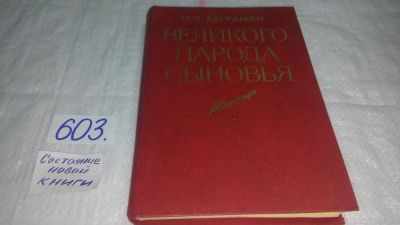 И. Х. БАГРАМЯН
ВЕЛИКОГО
НАРОДА
СЫНОВЬЯ
603.
Состояние
новой
книги